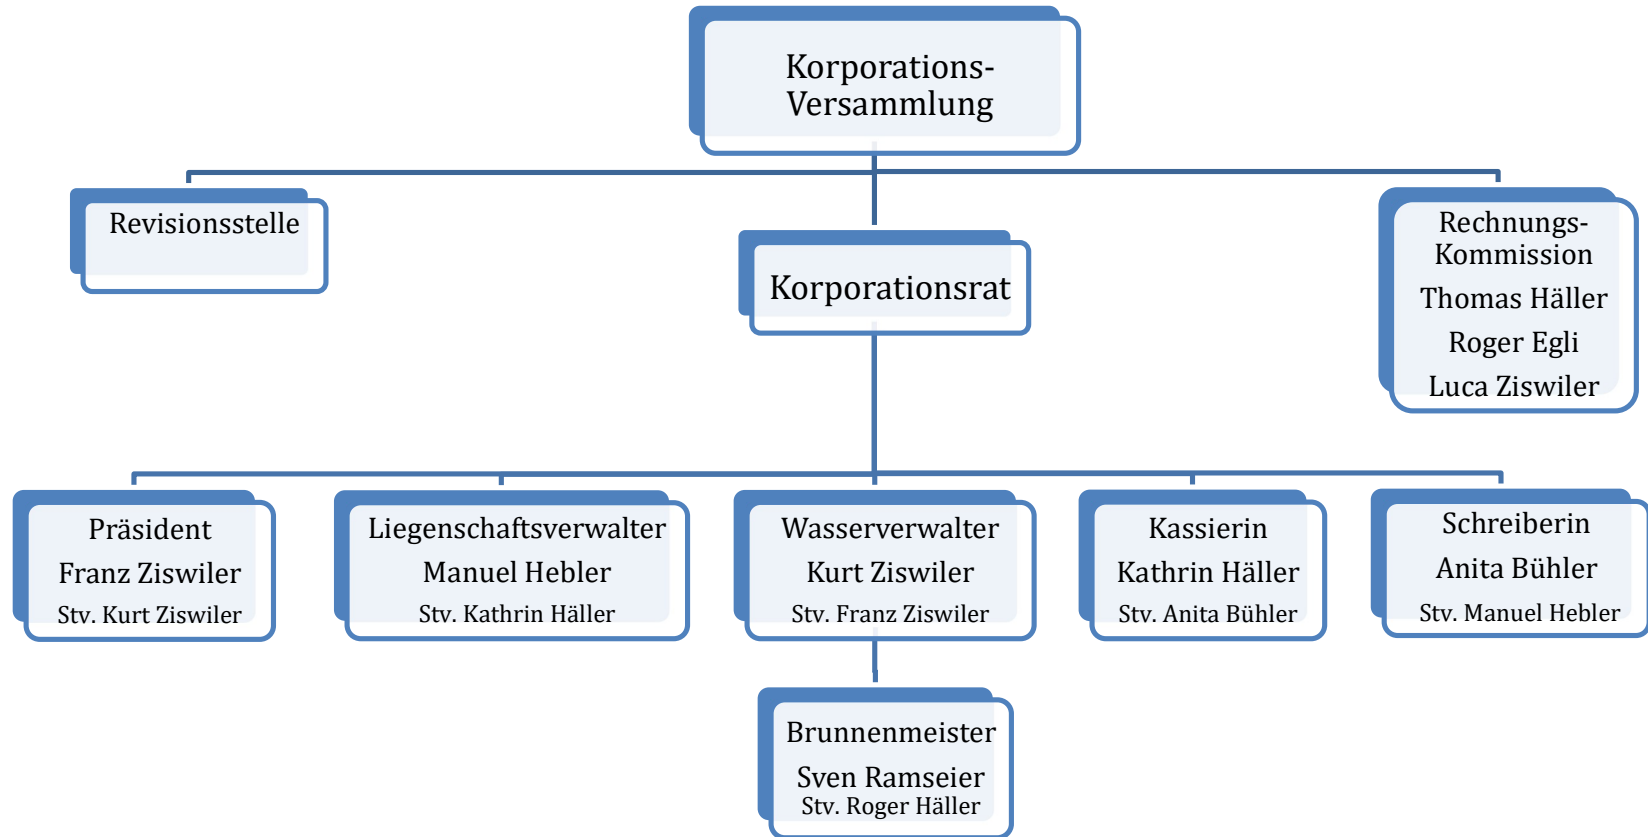 Korporations-
Versammlung
Revisionsstelle
Korporationsrat
Rechnungs-
Kommission
Thomas Häller
Roger Egli
Luca Ziswiler
Präsident
Franz Ziswiler
Stv. Kurt Ziswiler
Liegenschaftsverwalter
Manuel Hebler
Stv. Kathrin Häller
Wasserverwalter
Kurt Ziswiler
Stv. Franz Ziswiler
Kassierin
Kathrin Häller
Stv. Anita Bühler
Schreiberin
Anita Bühler
Stv. Manuel Hebler
Brunnenmeister
Sven Ramseier
Stv. Roger Häller